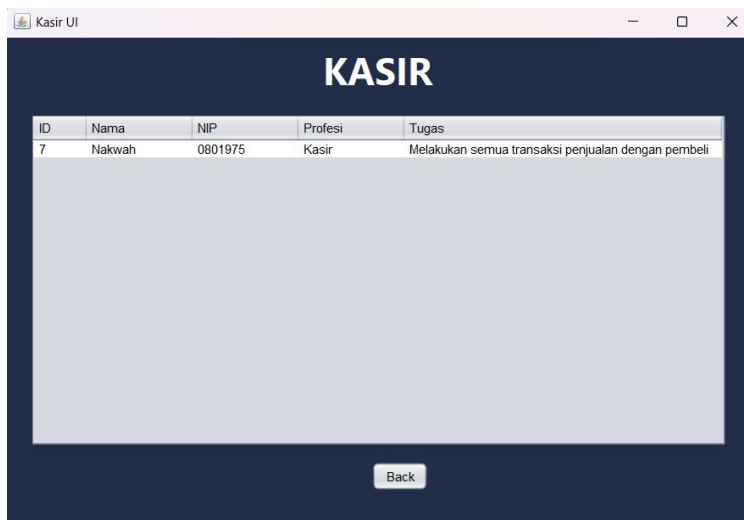 Kasir UI
KASIR
ID Nama NIP Profesi Tugas
7 Nakwah 0801975 Kasir Melakukan semua transaksi penjualan dengan pembeli
Back